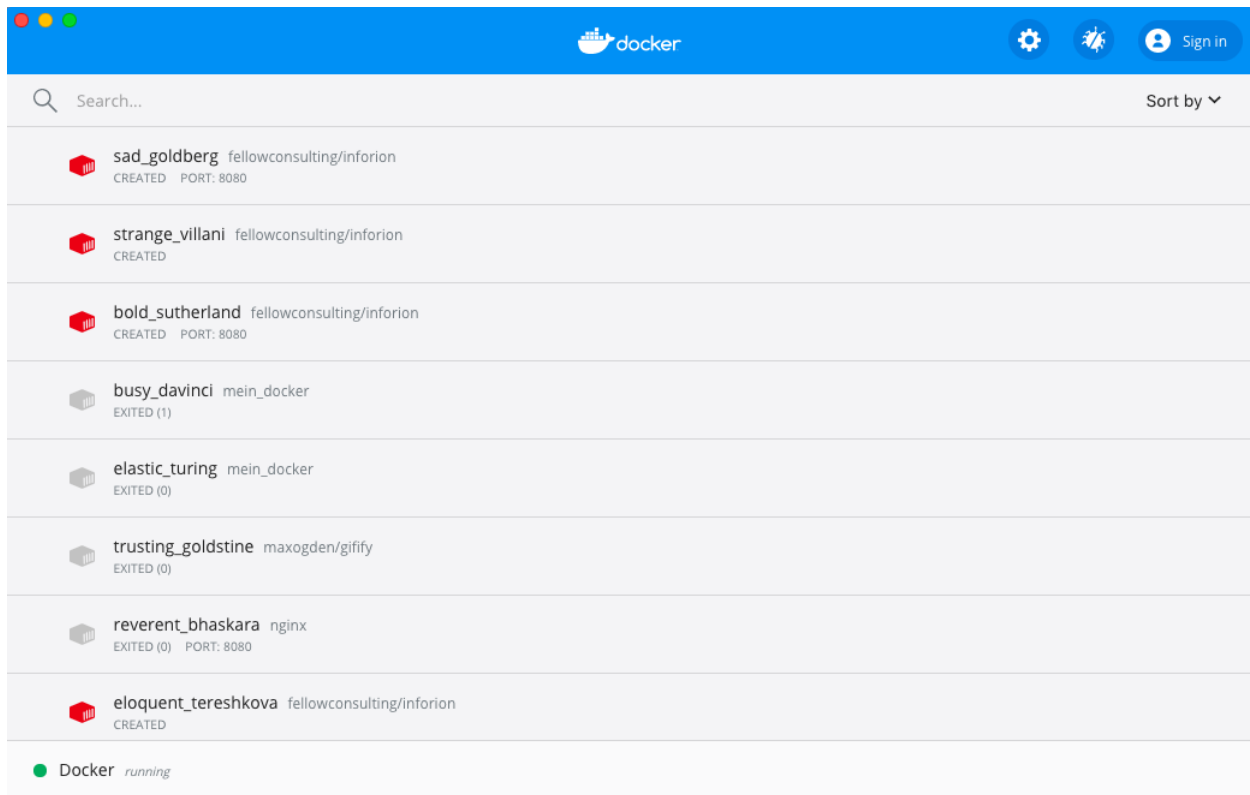 docker
Sign in
Search...
Sort by
sad_goldberg fellowconsulting/inforion
CREATED PORT: 8080
strange_villani fellowconsulting/inforion
CREATED
bold_sutherland fellowconsulting/inforion
CREATED PORT: 8080
busy_davinci mein_docker
EXITED (1)
elastic_turing mein_docker
EXITED (0)
trusting_goldstine maxogden/gifify
EXITED (0)
reverent_bhaskara nginx
EXITED (0) PORT: 8080
eloquent_tereshkova fellowconsulting/inforion
CREATED
Docker running